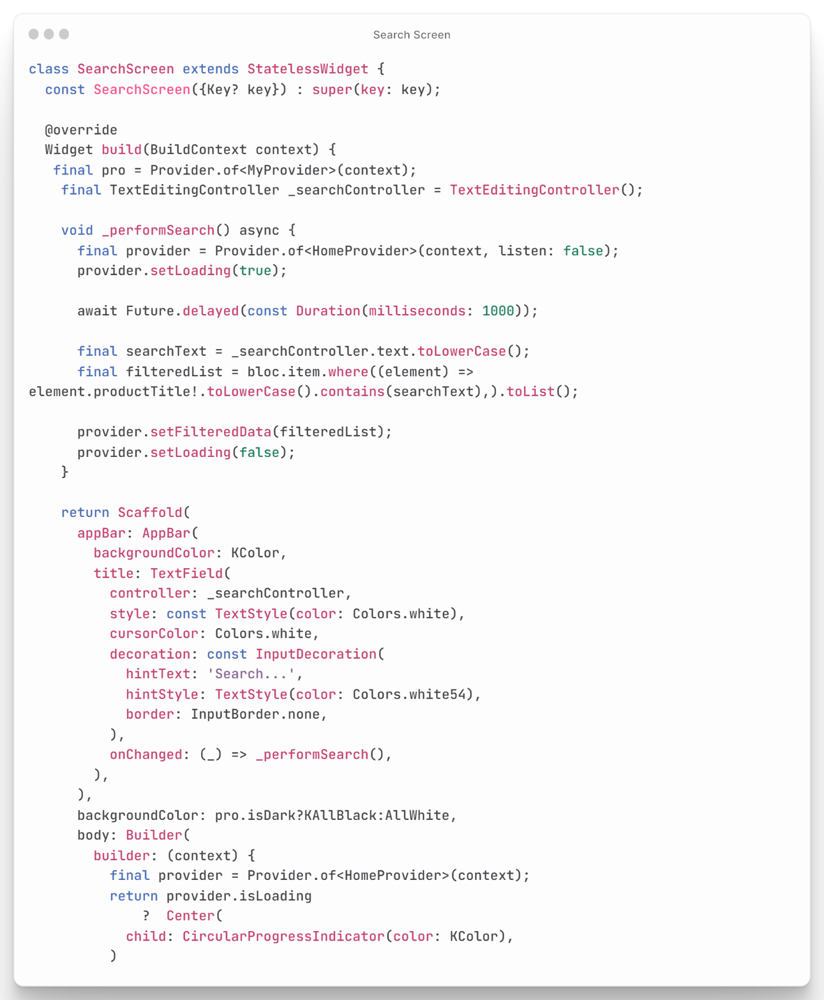 Search Screen
class SearchScreen extends StatelessWidget {
  const SearchScreen({Key? key}) : super(key: key);

  @override
  Widget build(BuildContext context) {
   final pro = Provider.of<MyProvider>(context);
    final TextEditingController _searchController = TextEditingController();

    void _performSearch() async {
      final provider = Provider.of<HomeProvider>(context, listen: false);
      provider.setLoading(true);

      await Future.delayed(const Duration(milliseconds: 1000));

      final searchText = _searchController.text.toLowerCase();
      final filteredList = bloc.item.where((element) =>
element.productTitle!.toLowerCase().contains(searchText),).toList();

      provider.setFilteredData(filteredList);
      provider.setLoading(false);
    }

    return Scaffold(
      appBar: AppBar(
        backgroundColor: KColor,
        title: TextField(
          controller: _searchController,
          style: const TextStyle(color: Colors.white),
          cursorColor: Colors.white,
          decoration: const InputDecoration(
            hintText: 'Search...',
            hintStyle: TextStyle(color: Colors.white54),
            border: InputBorder.none,
          ),
          onChanged: (_) => _performSearch(),
        ),
      ),
      backgroundColor: pro.isDark?KAllBlack:AllWhite,
      body: Builder(
        builder: (context) {
          final provider = Provider.of<HomeProvider>(context);
          return provider.isLoading
              ?  Center(
            child: CircularProgressIndicator(color: KColor),
          )